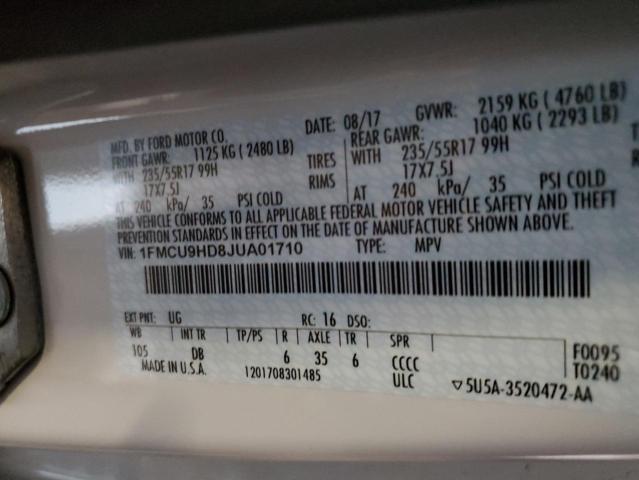 MFD. BY FORD MOTOR CO.
DATE: 08/17 GVWR: 2159 KG ( 4760 LB)
FRONT GAWR: 1125 KG ( 2480 LB) REAR GAWR: 1040 KG ( 2293 LB)
WITH 235/55R17 99H TIRES WITH 235/55R17 99H
17X7.5J RIMS 17X7.5J
AT 240 kPa/ 35 PSI COLD AT 240 kPa/ 35 PSI COLD
THIS VEHICLE CONFORMS TO ALL APPLICABLE FEDERAL MOTOR VEHICLE SAFETY AND THEFT
PREVENTION STANDARDS IN EFFECT ON THE DATE OF MANUFACTURE SHOWN ABOVE.
VIN: 1FMCU9HD8JUA01710 TYPE: MPV
EXT PNT: UG RC: 16 DSO:
WB INT TR TP/PS R AXLE TR SPR
105 DB 6 35 6 CCCC F0095
MADE IN U.S.A. 1201708301485 ULC T0240
▽5U5A-3520472-AA